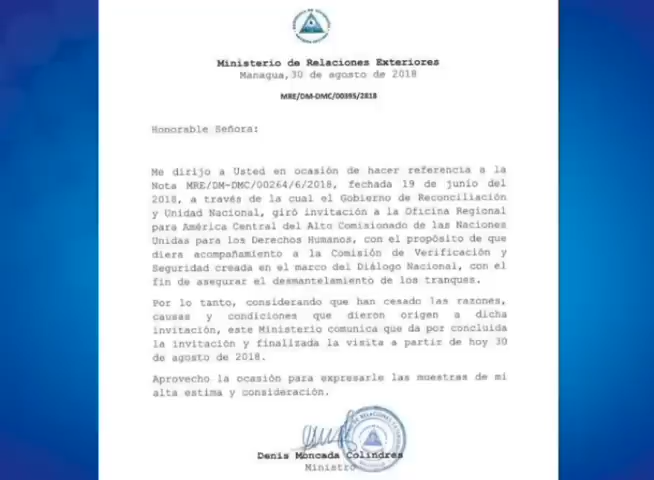 Ministerio de Relaciones Exteriores
Managua,30 de agosto de 2018
MRE/DM-DMC/00395/2018
Honorable Señora:
Me dirijo a Usted en ocasión de hacer referencia a la
Nota MRE/DM-DMC/00264/6/2018, fechada 19 de junio del
2018, a través de la cual el Gobierno de Reconciliación
y Unidad Nacional, giró invitación a la Oficina Regional
para América Central del Alto Comisionado de las Naciones
Unidas para los Derechos Humanos, con el propósito de que
diera acompañamiento a la Comisión de Verificación y
Seguridad creada en el marco del Diálogo Nacional, con el
fin de asegurar el desmantelamiento de los tranques.
Por lo tanto, considerando que han cesado las razones,
causas y condiciones que dieron origen a dicha
invitación, este Ministerio comunica que da por concluida
la invitación y finalizada la visita a partir de hoy 30
de agosto de 2018.
Aprovecho la ocasión para expresarle las muestras de mi
alta estima y consideración.
Denis Moncada Colindres
Ministro